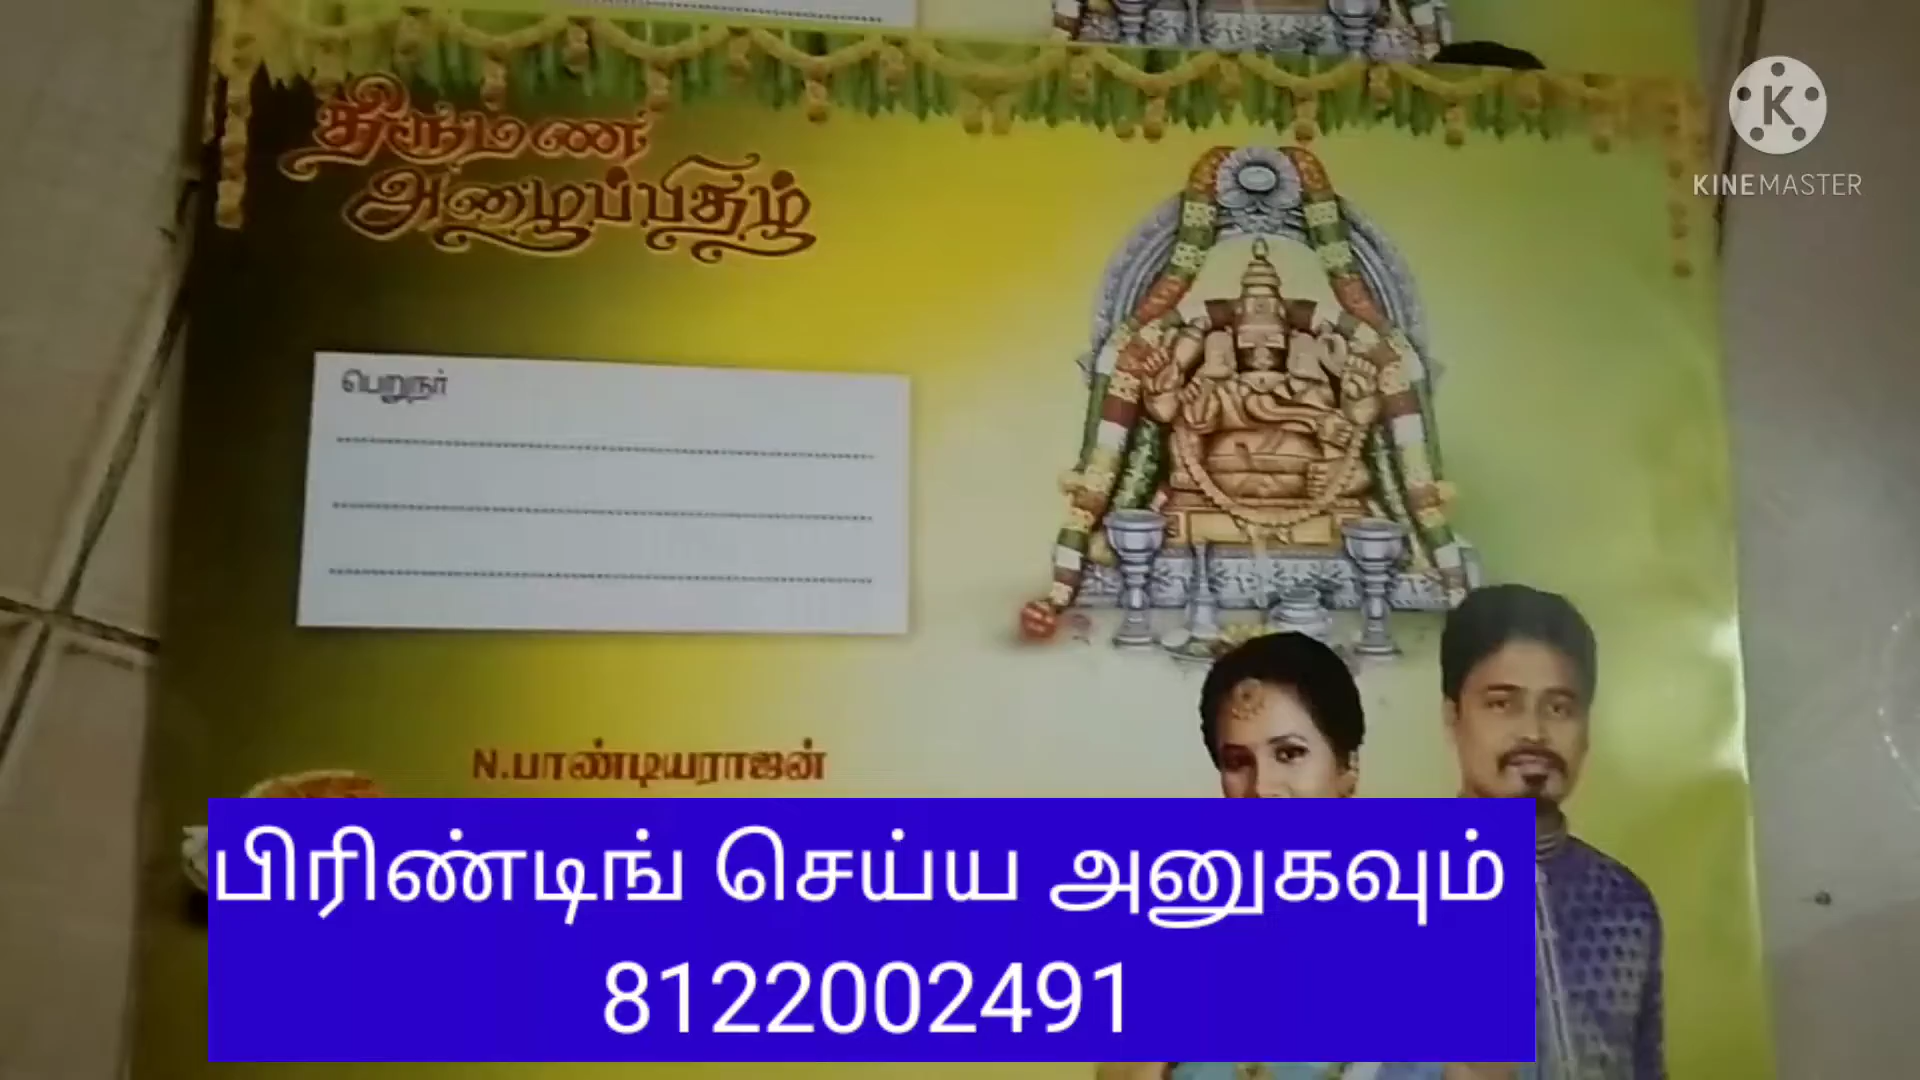 திருமண
அழைப்பிதழ்
KINEMASTER
பெறுநர்
N.பாண்டியராஜன்
பிரிண்டிங் செய்ய அனுகவும்
8122002491